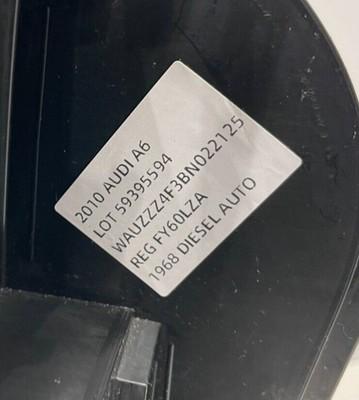 2010 AUDI A6
LOT 59395594
WAUZZZ4F3BN022125
REG FY60LZA
1968 DIESEL AUTO